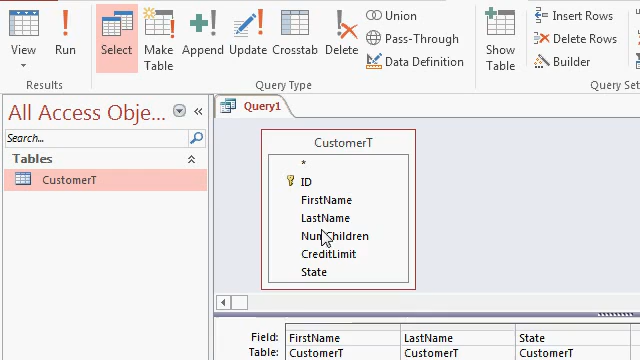 View
Run
Select
Make
Table
Append
Update
Crosstab
Delete
Union
Pass-Through
Data Definition
Show
Table
Insert Rows
Delete Rows
Builder
Results
Query Type
Query Set
All Access Obje...
Search...
Tables
CustomerT
Query1
CustomerT
*
ID
FirstName
LastName
NumChildren
CreditLimit
State
Field: FirstName LastName State
Table: CustomerT CustomerT CustomerT